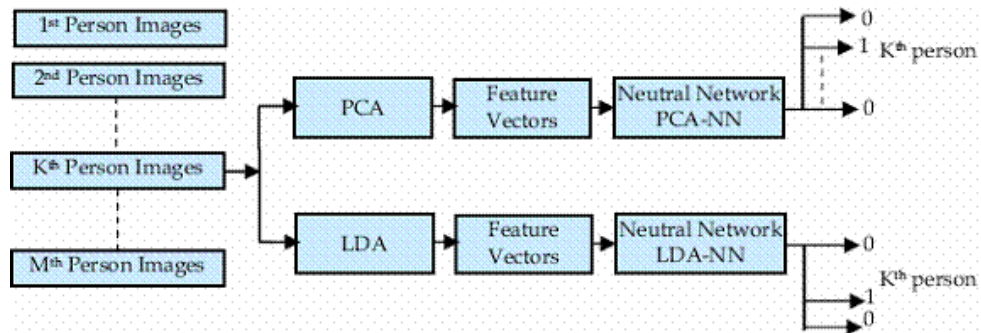 1st Person Images
2nd Person Images
Kth Person Images
Mth Person Images
PCA
Feature
Vectors
Neutral Network
PCA-NN
0
1 Kth person
0
LDA
Feature
Vectors
Neutral Network
LDA-NN
0
Kth person
1
0